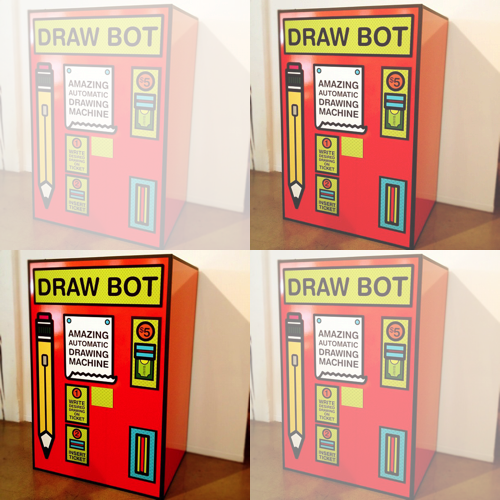 DRAW BOT
AMAZING
AUTOMATIC
DRAWING
MACHINE
$5
1
WRITE
DESIRED
DRAWING
ON
TICKET
2
INSERT
TICKET
DRAW BOT
AMAZING
AUTOMATIC
DRAWING
MACHINE
$5
1
WRITE
DESIRED
DRAWING
ON
TICKET
2
INSERT
TICKET
DRAW BOT
AMAZING
AUTOMATIC
DRAWING
MACHINE
$5
1
WRITE
DESIRED
DRAWING
ON
TICKET
2
INSERT
TICKET
DRAW BOT
AMAZING
AUTOMATIC
DRAWING
MACHINE
$5
1
WRITE
DESIRED
DRAWING
ON
TICKET
2
INSERT
TICKET